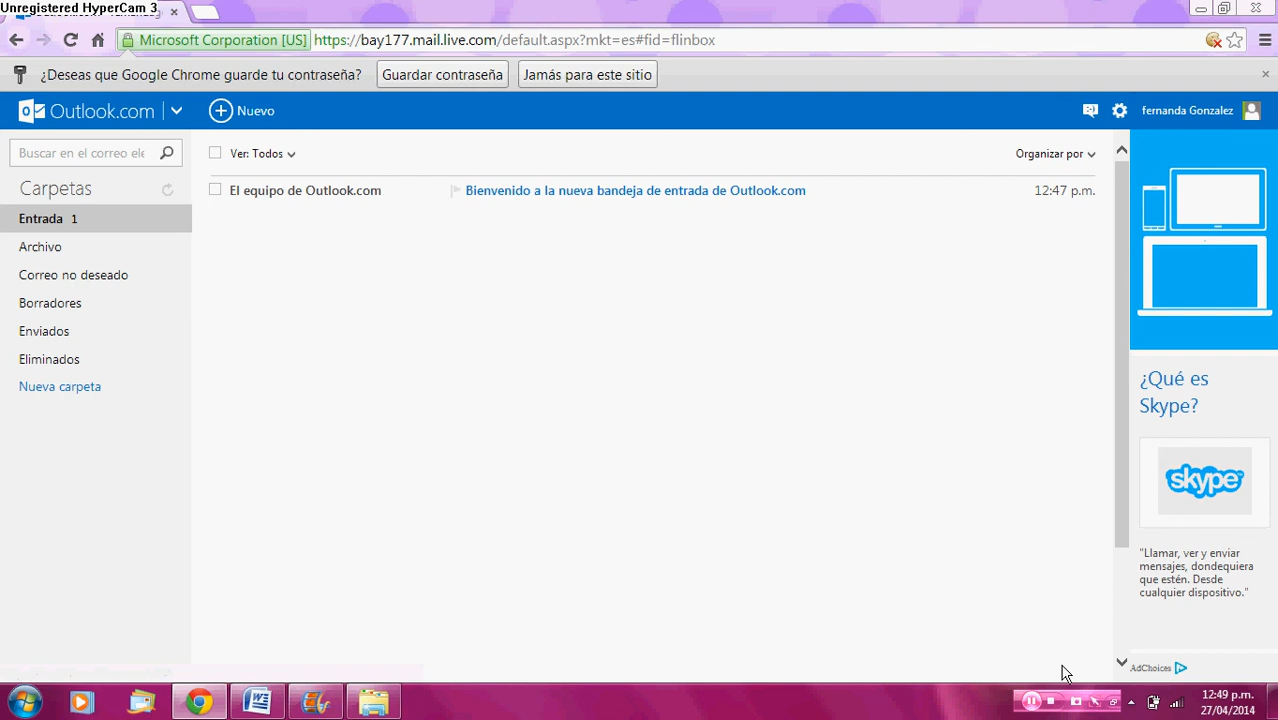 Unregistered HyperCam 3
Microsoft Corporation [US] https://bay177.mail.live.com/default.aspx?mkt=es#fid=flinbox
¿Deseas que Google Chrome guarde tu contraseña? Guardar contraseña Jamás para este sitio
Outlook.com Nuevo fernanda Gonzalez
Buscar en el correo ele Ver: Todos Organizar por
Carpetas
El equipo de Outlook.com Bienvenido a la nueva bandeja de entrada de Outlook.com 12:47 p.m.
Entrada 1
Archivo
Correo no deseado
Borradores
Enviados
Eliminados
Nueva carpeta
¿Qué es
Skype?
skype
"Llamar, ver y enviar
mensajes, dondequiera
que estén. Desde
cualquier dispositivo."
AdChoices
12:49 p.m.
27/04/2014